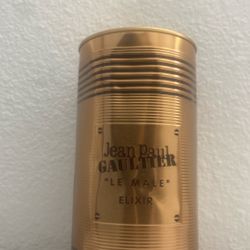 Jean Paul
GAULTIER
"LE MALE"
ELIXIR